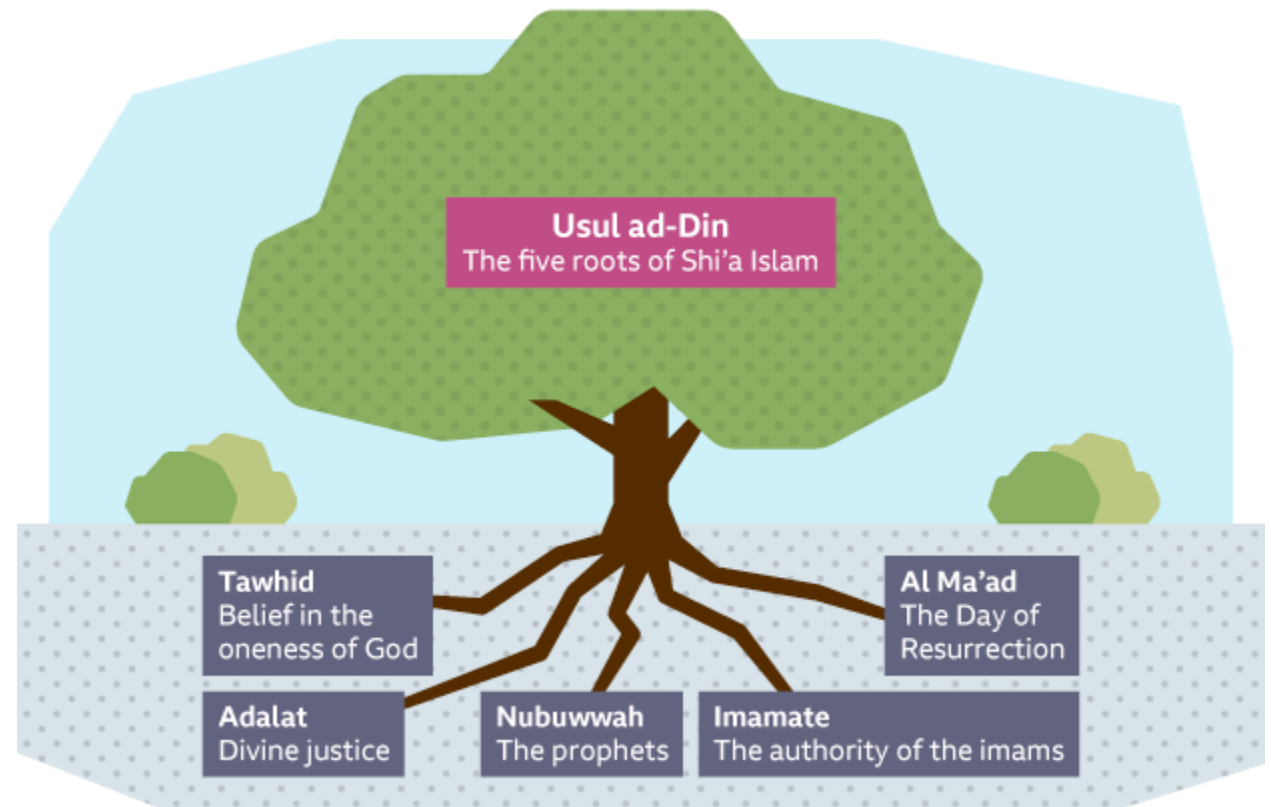 Usul ad-Din
The five roots of Shi’a Islam
Tawhid
Belief in the
oneness of God
Adalat
Divine justice
Nubuwwah
The prophets
Imamate
The authority of the imams
Al Ma’ad
The Day of
Resurrection